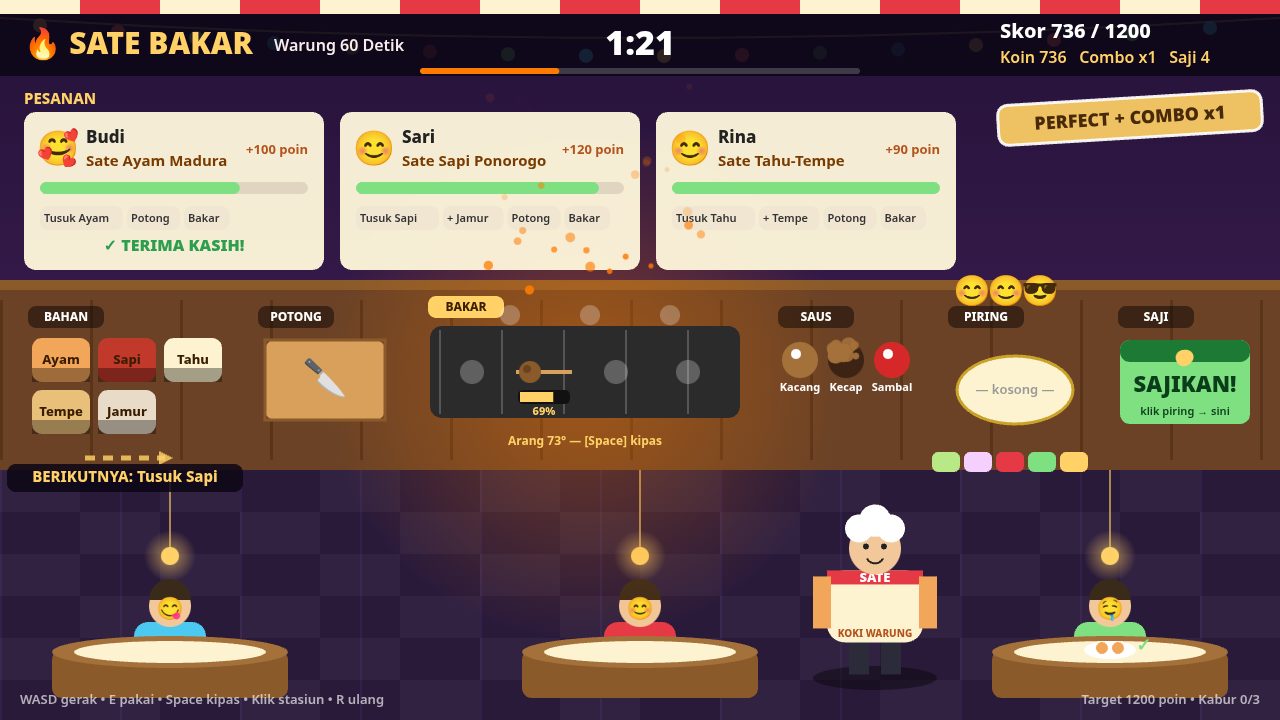 SATE BAKAR
Warung 60 Detik
1:21
Skor 736 / 1200
Koin 736 Combo x1 Saji 4
PESANAN
PERFECT + COMBO x1
Budi
Sate Ayam Madura
+100 poin
Tusuk Ayam Potong Bakar
✓ TERIMA KASIH!
Sari
Sate Sapi Ponorogo
+120 poin
Tusuk Sapi + Jamur Potong Bakar
Rina
Sate Tahu-Tempe
+90 poin
Tusuk Tahu + Tempe Potong Bakar
BAHAN
Ayam Sapi Tahu
Tempe Jamur
POTONG
BAKAR
69%
Arang 73° — [Space] kipas
SAUS
Kacang Kecap Sambal
PIRING
— kosong —
SAJI
SAJIKAN!
klik piring → sini
BERIKUTNYA: Tusuk Sapi
SATE
KOKI WARUNG
WASD gerak • E pakai • Space kipas • Klik stasiun • R ulang
Target 1200 poin • Kabur 0/3